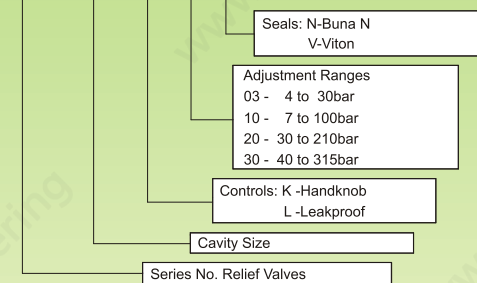 Seals: N-Buna N
V-Viton
Adjustment Ranges
03 - 4 to 30bar
10 - 7 to 100bar
20 - 30 to 210bar
30 - 40 to 315bar
Controls: K -Handknob
L -Leakproof
Cavity Size
Series No. Relief Valves